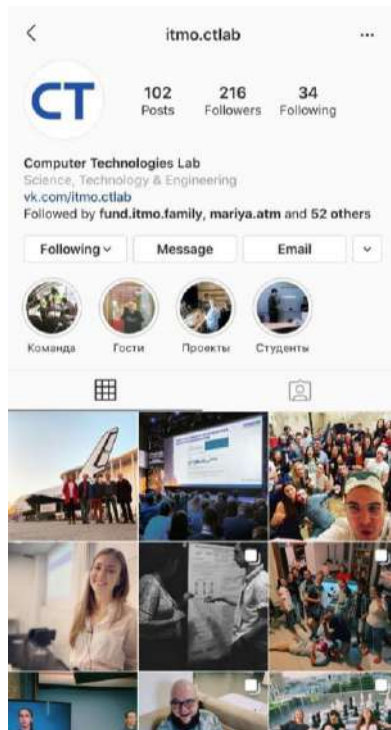 itmo.ctlab
CT
102 216 34
Posts Followers Following
Computer Technologies Lab
Science, Technology & Engineering
vk.com/itmo.ctlab
Followed by fund.itmo.family, mariya.atm and 52 others
Following Message Email
Команда Гости Проекты Студенты